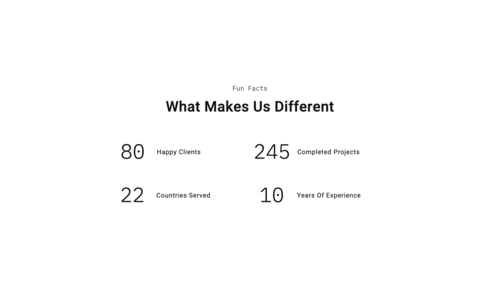 Fun Facts
What Makes Us Different
80 Happy Clients
245 Completed Projects
22 Countries Served
10 Years Of Experience